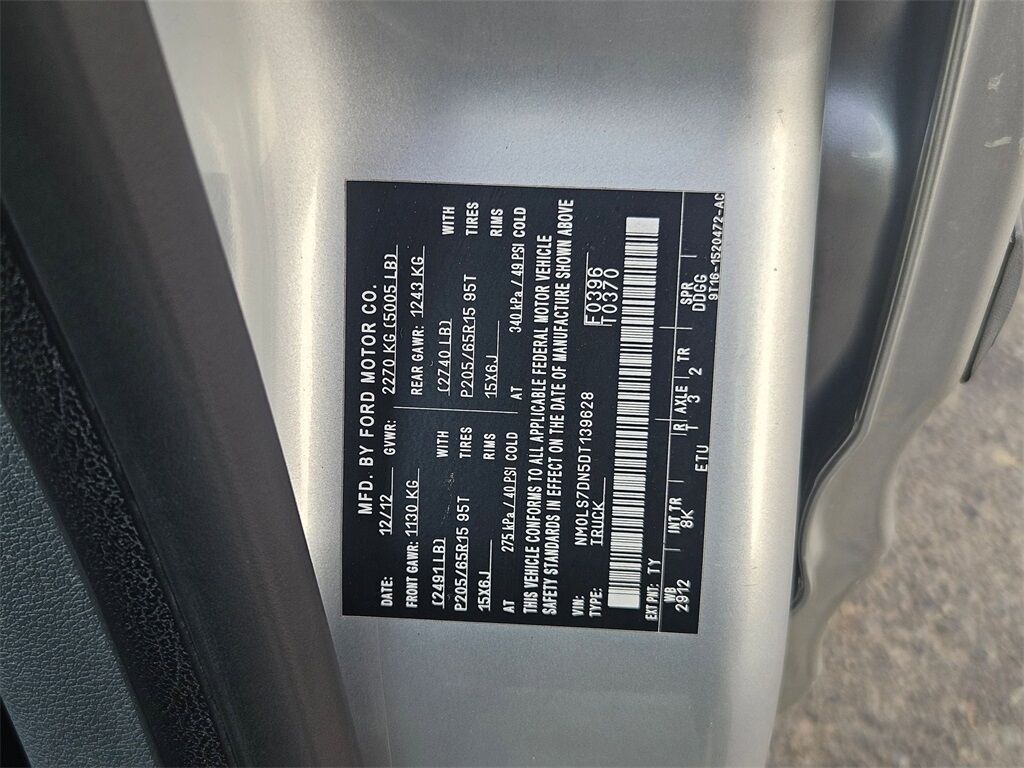 MFD. BY FORD MOTOR CO.
DATE: 12/12 GVWR: 2270 KG (5005 LB)
FRONT GAWR: 1130 KG REAR GAWR: 1243 KG
(2491LB) WITH (2740 LB) WITH
P205/65R15 95T TIRES P205/65R15 95T TIRES
15X6J RIMS 15X6J RIMS
AT 275 kPa / 40 PSI COLD AT 340 kPa / 49 PSI COLD
THIS VEHICLE CONFORMS TO ALL APPLICABLE FEDERAL MOTOR VEHICLE
SAFETY STANDARDS IN EFFECT ON THE DATE OF MANUFACTURE SHOWN ABOVE
VIN: NM0LS7DN5DT139628 F0396
TYPE: TRUCK T0370
EXT PNT: TY
WB INT TR R AXLE TR SPR
2912 8K ETU 1 3 2 DDGG
9T16-1520472-AC